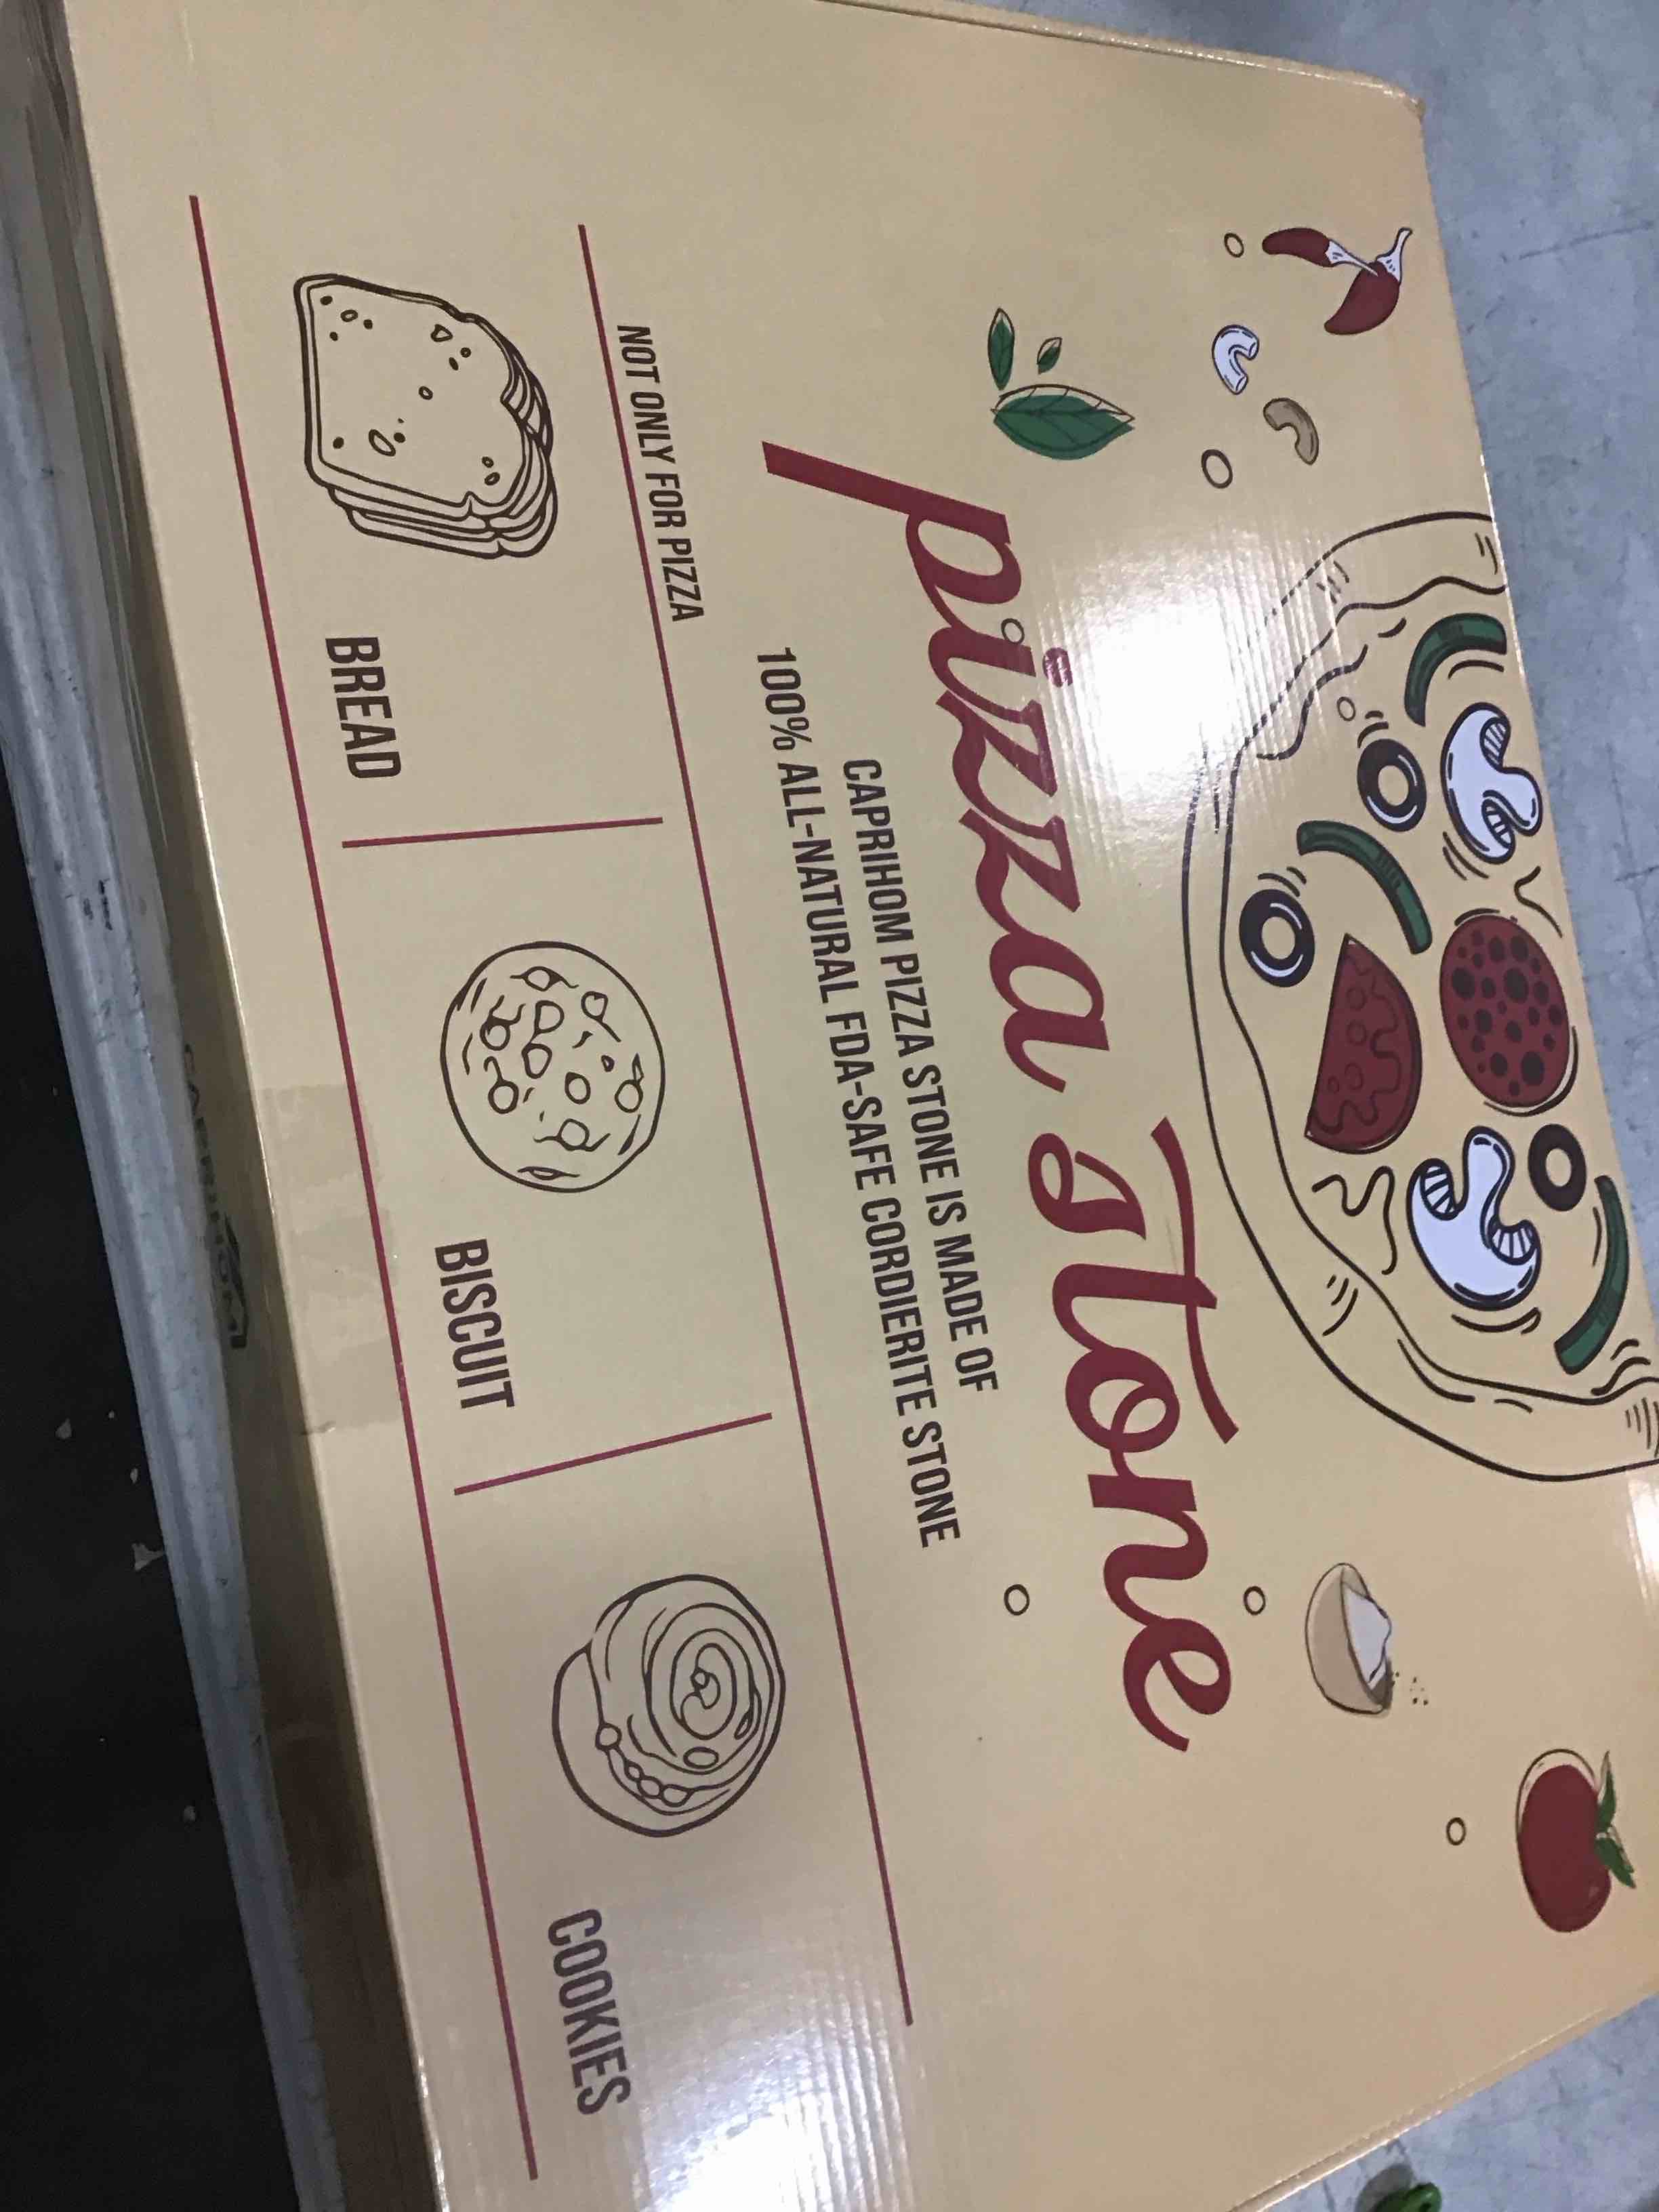 pizza stone
CAPRIHOM PIZZA STONE IS MADE OF
100% ALL-NATURAL FDA-SAFE CORDIERITE STONE
NOT ONLY FOR PIZZA
BREAD
BISCUIT
COOKIES
CAPRIHOM